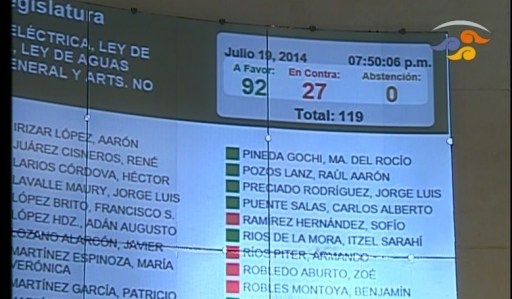 egislatura
ELÉCTRICA, LEY DE
, LEY DE AGUAS
ENERAL Y ARTS. NO
Julio 19, 2014 07:50:06 p.m.
A Favor: En Contra: Abstención:
92 27 0
Total: 119
IRIZAR LÓPEZ, AARÓN
JUÁREZ CISNEROS, RENÉ
LARIOS CÓRDOVA, HÉCTOR
LAVALLE MAURY, JORGE LUIS
LÓPEZ BRITO, FRANCISCO S.
LÓPEZ HDZ., ADÁN AUGUSTO
LOZANO ALARCÓN, JAVIER
MARTÍNEZ ESPINOZA, MARÍA
VERÓNICA
MARTÍNEZ GARCÍA, PATRICIO
PINEDA GOCHI, MA. DEL ROCÍO
POZOS LANZ, RAÚL AARÓN
PRECIADO RODRÍGUEZ, JORGE LUIS
PUENTE SALAS, CARLOS ALBERTO
RAMÍREZ HERNÁNDEZ, SOFÍO
RIOS DE LA MORA, ITZEL SARAHÍ
RÍOS PITER, ARMANDO
ROBLEDO ABURTO, ZOÉ
ROBLES MONTOYA, BENJAMÍN